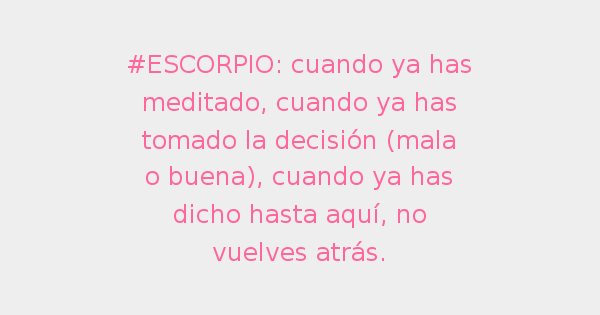 #ESCORPIO: cuando ya has
meditado, cuando ya has
tomado la decisión (mala
o buena), cuando ya has
dicho hasta aquí, no
vuelves atrás.